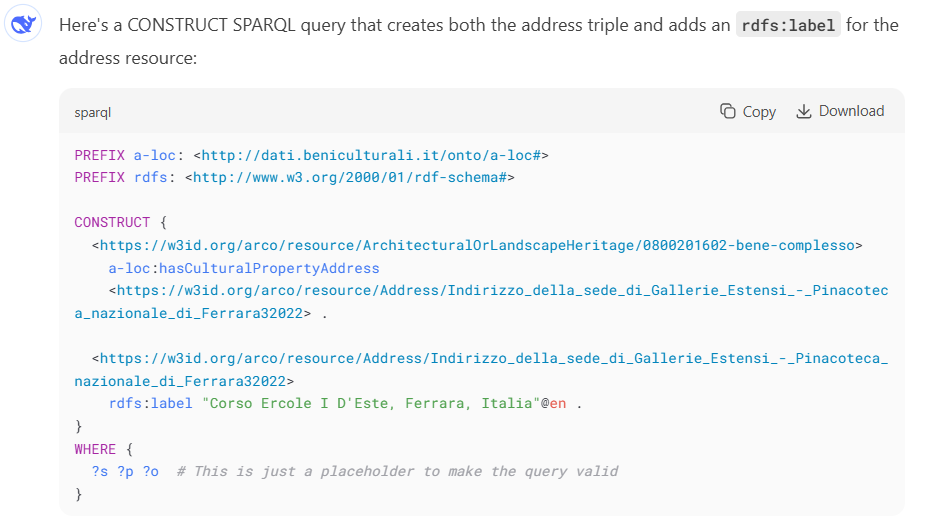 Here's a CONSTRUCT SPARQL query that creates both the address triple and adds an rdfs:label for the
address resource:
sparql
Copy
Download
PREFIX a-loc: <http://dati.beniculturali.it/onto/a-loc#>
PREFIX rdfs: <http://www.w3.org/2000/01/rdf-schema#>
CONSTRUCT {
<https://w3id.org/arco/resource/ArchitecturalOrLandscapeHeritage/0800201602-bene-complesso>
a-loc:hasCulturalPropertyAddress
<https://w3id.org/arco/resource/Address/Indirizzo_della_sede_di_Gallerie_Estensi_-_Pinacotec
a_nazionale_di_Ferrara32022> .
<https://w3id.org/arco/resource/Address/Indirizzo_della_sede_di_Gallerie_Estensi_-_Pinacoteca_
nazionale_di_Ferrara32022>
rdfs:label "Corso Ercole I D'Este, Ferrara, Italia"@en .
}
WHERE {
?s ?p ?o # This is just a placeholder to make the query valid
}